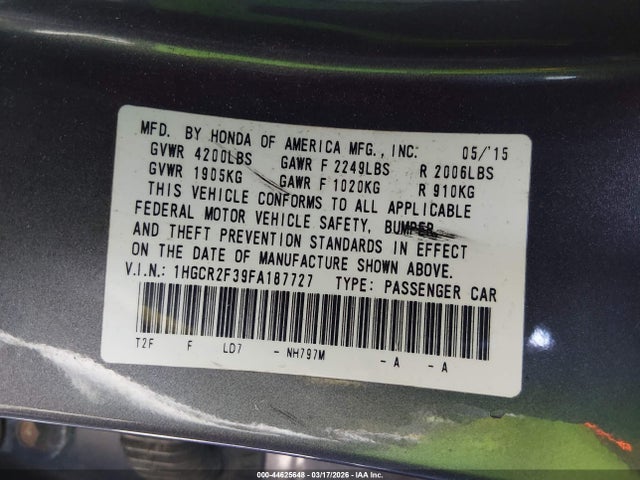 MFD. BY HONDA OF AMERICA MFG., INC. 05/'15
GVWR 4200LBS GAWR F 2249LBS R 2006LBS
GVWR 1905KG GAWR F 1020KG R 910KG
THIS VEHICLE CONFORMS TO ALL APPLICABLE
FEDERAL MOTOR VEHICLE SAFETY, BUMPER,
AND THEFT PREVENTION STANDARDS IN EFFECT
ON THE DATE OF MANUFACTURE SHOWN ABOVE.
V.I.N.: 1HGCR2F39FA187727 TYPE: PASSENGER CAR
T2F F LD7 - NH797M - A - A
000-44625648 - 03/17/2026 - IAAI Inc.